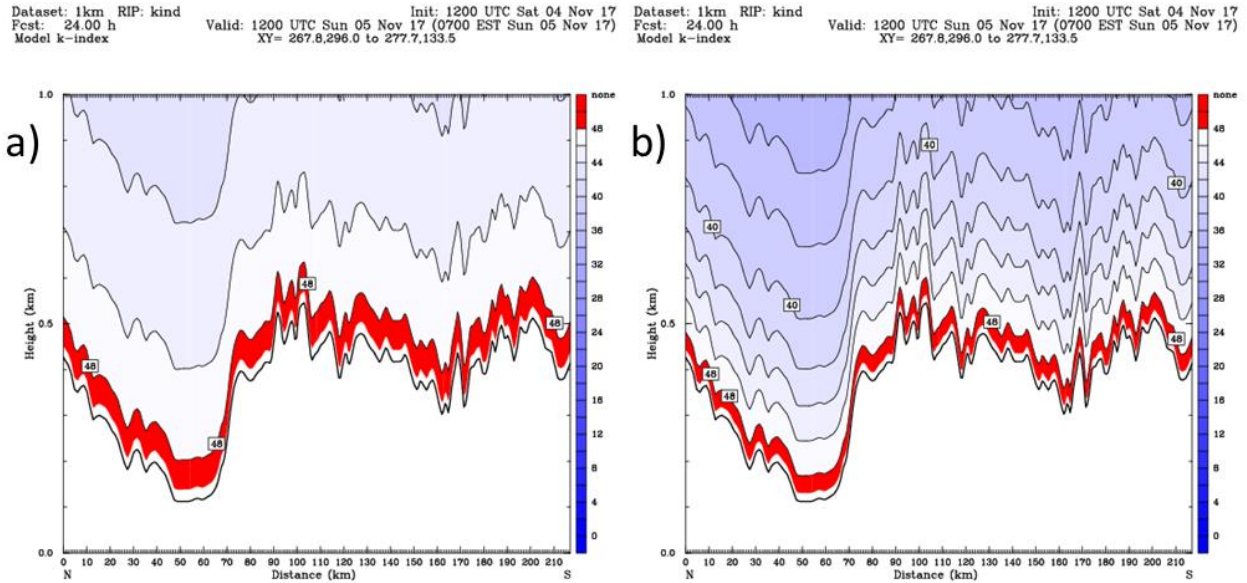 Dataset: 1km RIP: kind Init: 1200 UTC Sat 04 Nov 17
Fcst: 24.00 h Valid: 1200 UTC Sun 05 Nov 17 (0700 EST Sun 05 Nov 17)
Model k-index XY= 267.8,296.0 to 277.7,133.5
a)
1.0
0.5
0.0
Height (km)
48
48
48
48
0 10 20 30 40 50 60 70 80 90 100 110 120 130 140 150 160 170 180 190 200 210
N Distance (km) S
none
48
44
40
36
32
28
24
20
16
12
8
4
0
Dataset: 1km RIP: kind Init: 1200 UTC Sat 04 Nov 17
Fcst: 24.00 h Valid: 1200 UTC Sun 05 Nov 17 (0700 EST Sun 05 Nov 17)
Model k-index XY= 267.8,296.0 to 277.7,133.5
b)
1.0
0.5
0.0
Height (km)
40
40
40
40
48
48
48
48
0 10 20 30 40 50 60 70 80 90 100 110 120 130 140 150 160 170 180 190 200 210
N Distance (km) S
none
48
44
40
36
32
28
24
20
16
12
8
4
0